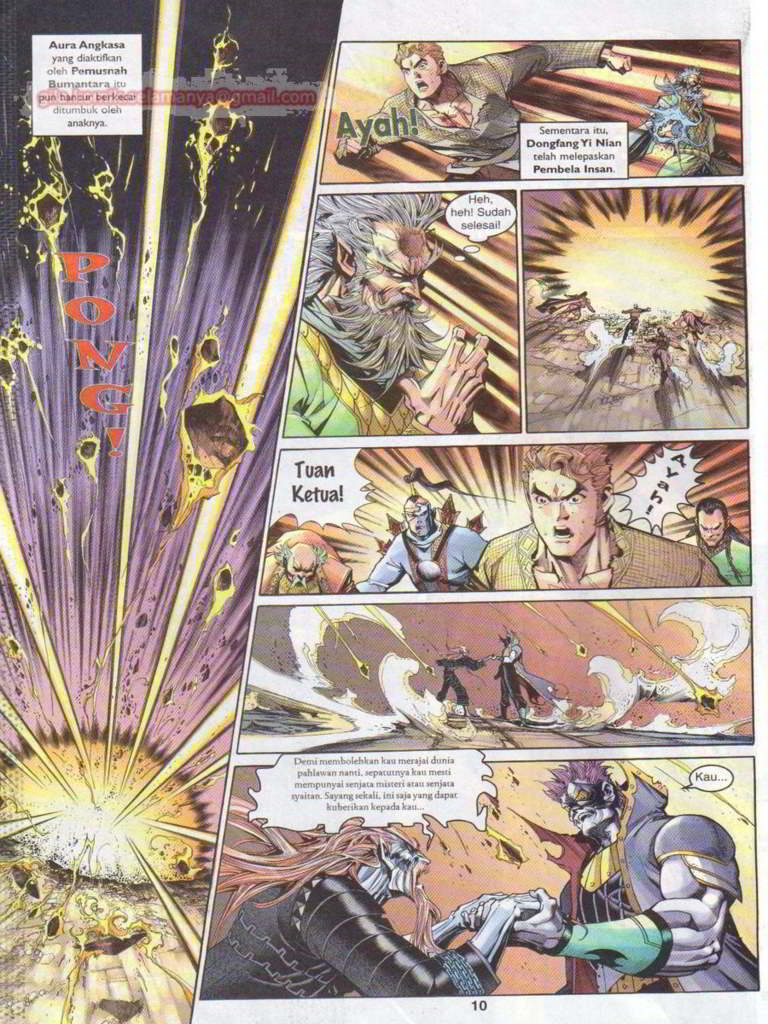 Aura Angkasa
yang diaktifkan
oleh Pemusnah
Bumantara itu
pun hancur berkecai
ditumbuk oleh
anaknya.
PONG!
Ayah!
Sementara itu,
Dongfang Yi Nian
telah melepaskan
Pembela Insan.
Heh,
heh! Sudah
selesai!
Tuan
Ketua!
Ayah!
Demi membolehkan kau merajai dunia
pahlawan nanti, sepatutnya kau mesti
mempunyai senjata misteri atau senjata
syaitan. Sayang sekali, ini saja yang dapat
kuberikan kepada kau...
Kau...
10